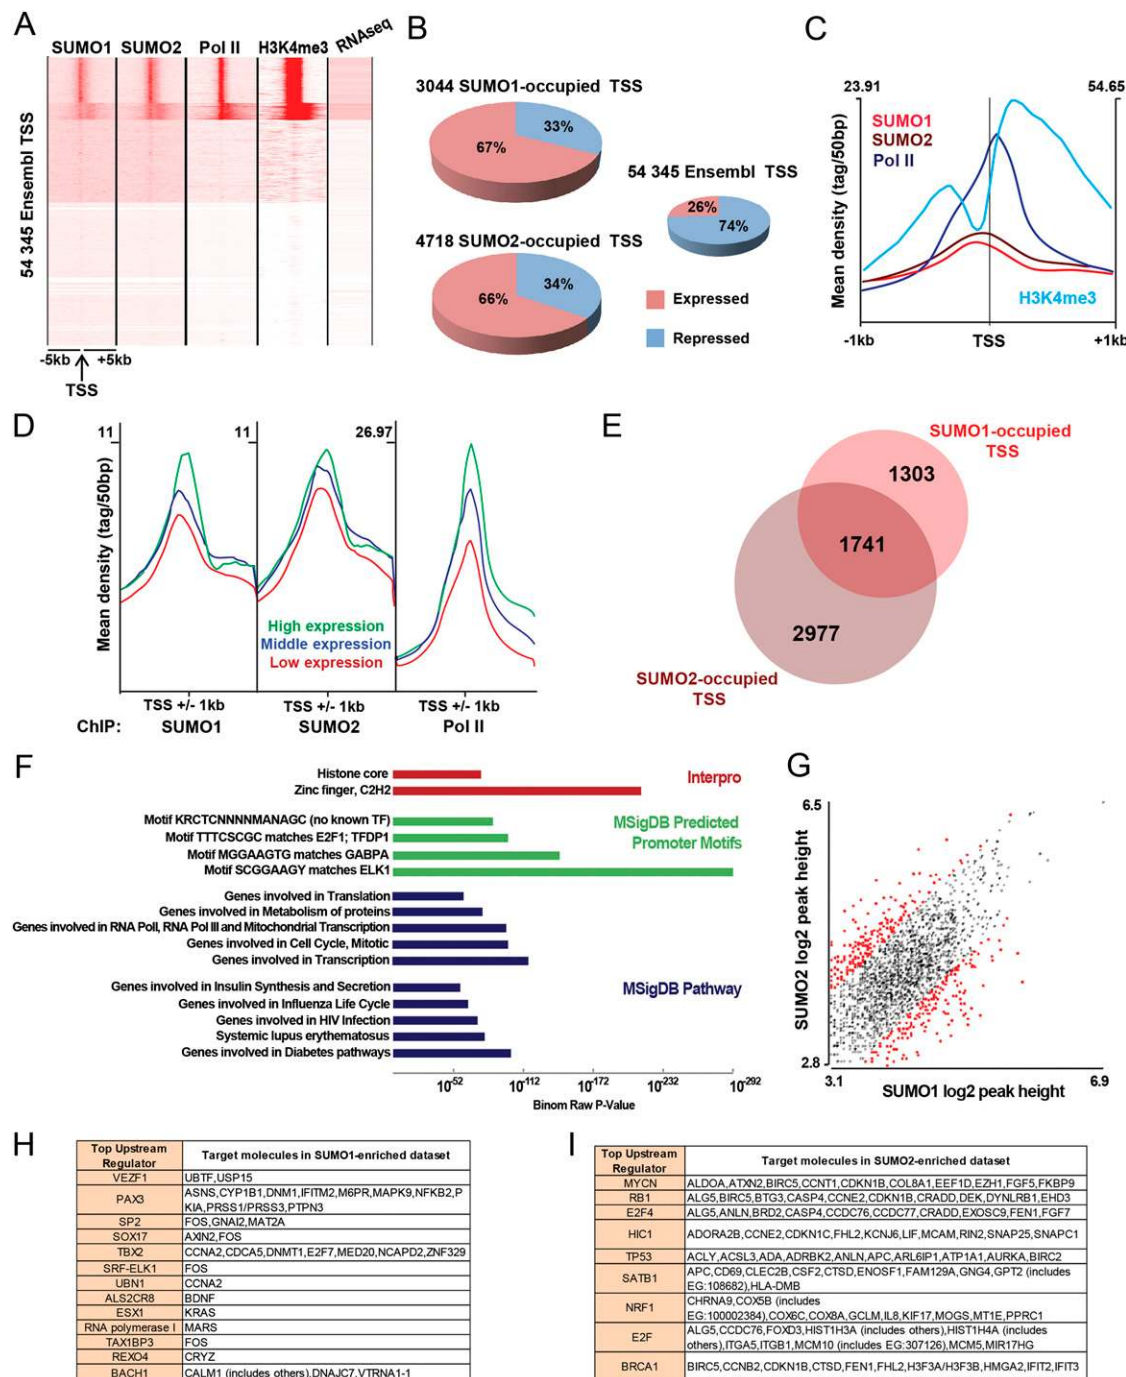 A
SUMO1 SUMO2 Pol II H3K4me3 RNAseq
54 345 Ensembl TSS
-5kb +5kb
TSS
B
3044 SUMO1-occupied TSS
33%
67%
54 345 Ensembl TSS
26%
74%
4718 SUMO2-occupied TSS
34%
66%
Expressed
Repressed
C
23.91 54.65
SUMO1
SUMO2
Pol II
H3K4me3
Mean density (tag/50bp)
-1kb TSS +1kb
D
11 11 26.97
Mean density (tag/50bp)
High expression
Middle expression
Low expression
TSS +/- 1kb TSS +/- 1kb TSS +/- 1kb
ChIP: SUMO1 SUMO2 Pol II
E
SUMO1-occupied
TSS
1303
1741
2977
SUMO2-occupied
TSS
F
Histone core
Zinc finger, C2H2
Interpro
Motif KRCTCNNNNMANAGC (no known TF)
Motif TTTCSCGC matches E2F1; TFDP1
Motif MGGAAGTG matches GABPA
Motif SCGGAAGY matches ELK1
MSigDB Predicted
Promoter Motifs
Genes involved in Translation
Genes involved in Metabolism of proteins
Genes involved in RNA PolI, RNA Pol III and Mitochondrial Transcription
Genes involved in Cell Cycle, Mitotic
Genes involved in Transcription
Genes involved in Insulin Synthesis and Secretion
Genes involved in Influenza Life Cycle
Genes involved in HIV Infection
Systemic lupus erythematosus
Genes involved in Diabetes pathways
MSigDB Pathway
10-52 10-112 10-172 10-232 10-292
Binom Raw P-Value
G
6.5
SUMO2 log2 peak height
2.8
3.1 6.9
SUMO1 log2 peak height
H
Top Upstream Regulator Target molecules in SUMO1-enriched dataset
VEZF1 UBTF,USP15
PAX3 ASNS,CYP1B1,DNM1,IFITM2,M6PR,MAPK9,NFKB2,P
KIA,PRSS1/PRSS3,PTPN3
SP2 FOS,GNAI2,MAT2A
SOX17 AXIN2,FOS
TBX2 CCNA2,CDCA5,DNMT1,E2F7,MED20,NCAPD2,ZNF329
SRF-ELK1 FOS
UBN1 CCNA2
ALS2CR8 BDNF
ESX1 KRAS
RNA polymerase I MARS
TAX1BP3 FOS
REXO4 CRYZ
BACH1 CALM1 (includes others),DNAJC7,VTRNA1-1
I
Top Upstream Regulator Target molecules in SUMO2-enriched dataset
MYCN ALDOA,ATXN2,BIRC5,CCNT1,CDKN1B,COL8A1,EEF1D,EZH1,FGF5,FKBP9
RB1 ALG5,BIRC5,BTG3,CASP4,CCNE2,CDKN1B,CRADD,DEK,DYNLRB1,EHD3
E2F4 ALG5,ANLN,BRD2,CASP4,CCDC76,CCDC77,CRADD,EXOSC9,FEN1,FGF7
HIC1 ADORA2B,CCNE2,CDKN1C,FHL2,KCNJ6,LIF,MCAM,RIN2,SNAP25,SNAPC1
TP53 ACLY,ACSL3,ADA,ADRBK2,ANLN,APC,ARL6IP1,ATP1A1,AURKA,BIRC2
SATB1 APC,CD69,CLEC2B,CSF2,CTSD,ENOSF1,FAM129A,GNG4,GPT2 (includes
EG:108682),HLA-DMB
NRF1 CHRNA9,COX5B (includes
EG:100002384),COX6C,COX8A,GCLM,IL8,KIF17,MOGS,MT1E,PPRC1
E2F ALG5,CCDC76,FOXD3,HIST1H3A (includes others),HIST1H4A (includes
others),ITGA5,ITGB1,MCM10 (includes EG:307126),MCM5,MIR17HG
BRCA1 BIRC5,CCNB2,CDKN1B,CTSD,FEN1,FHL2,H3F3A/H3F3B,HMGA2,IFIT2,IFIT3